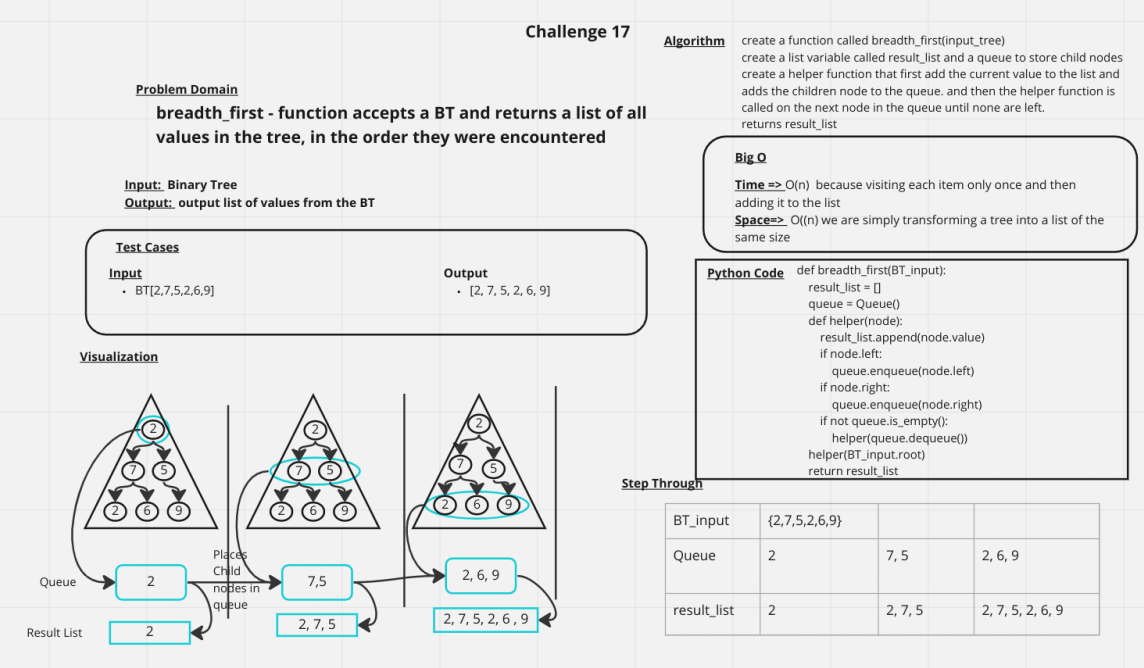 Challenge 17
Problem Domain
breadth_first - function accepts a BT and returns a list of all
values in the tree, in the order they were encountered
Input: Binary Tree
Output: output list of values from the BT
Test Cases
Input
• BT[2,7,5,2,6,9]
Output
• [2, 7, 5, 2, 6, 9]
Visualization
2
7 5
2 6 9
2
7 5
2 6 9
2
7 5
2 6 9
Places
Child
nodes in
queue
Queue
2
7,5
2, 6, 9
Result List
2
2, 7, 5
2, 7, 5, 2, 6 , 9
Algorithm
create a function called breadth_first(input_tree)
create a list variable called result_list and a queue to store child nodes
create a helper function that first add the current value to the list and
adds the children node to the queue. and then the helper function is
called on the next node in the queue until none are left.
returns result_list
Big O
Time => O(n) because visiting each item only once and then
adding it to the list
Space=> O((n) we are simply transforming a tree into a list of the
same size
Python Code
def breadth_first(BT_input):
result_list = []
queue = Queue()
def helper(node):
result_list.append(node.value)
if node.left:
queue.enqueue(node.left)
if node.right:
queue.enqueue(node.right)
if not queue.is_empty():
helper(queue.dequeue())
helper(BT_input.root)
return result_list
Step Through
BT_input {2,7,5,2,6,9}
Queue 2 7, 5 2, 6, 9
result_list 2 2, 7, 5 2, 7, 5, 2, 6, 9